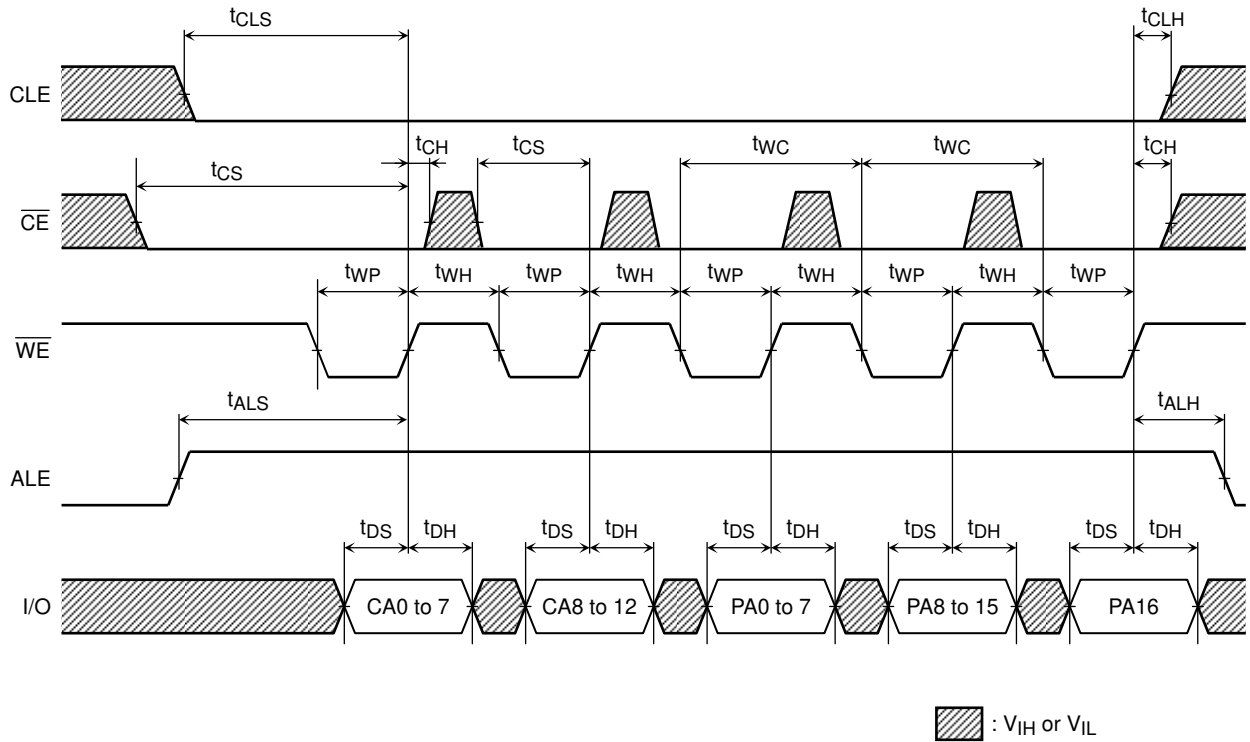 tCLS tCLH
CLE
tCH tCS tWC tWC tCH
tCS
CE
tWP tWH tWP tWH tWP tWH tWP tWH tWP
WE
tALS tALH
ALE
tDS tDH tDS tDH tDS tDH tDS tDH tDS tDH
I/O CA0 to 7 CA8 to 12 PA0 to 7 PA8 to 15 PA16
: VIH or VIL